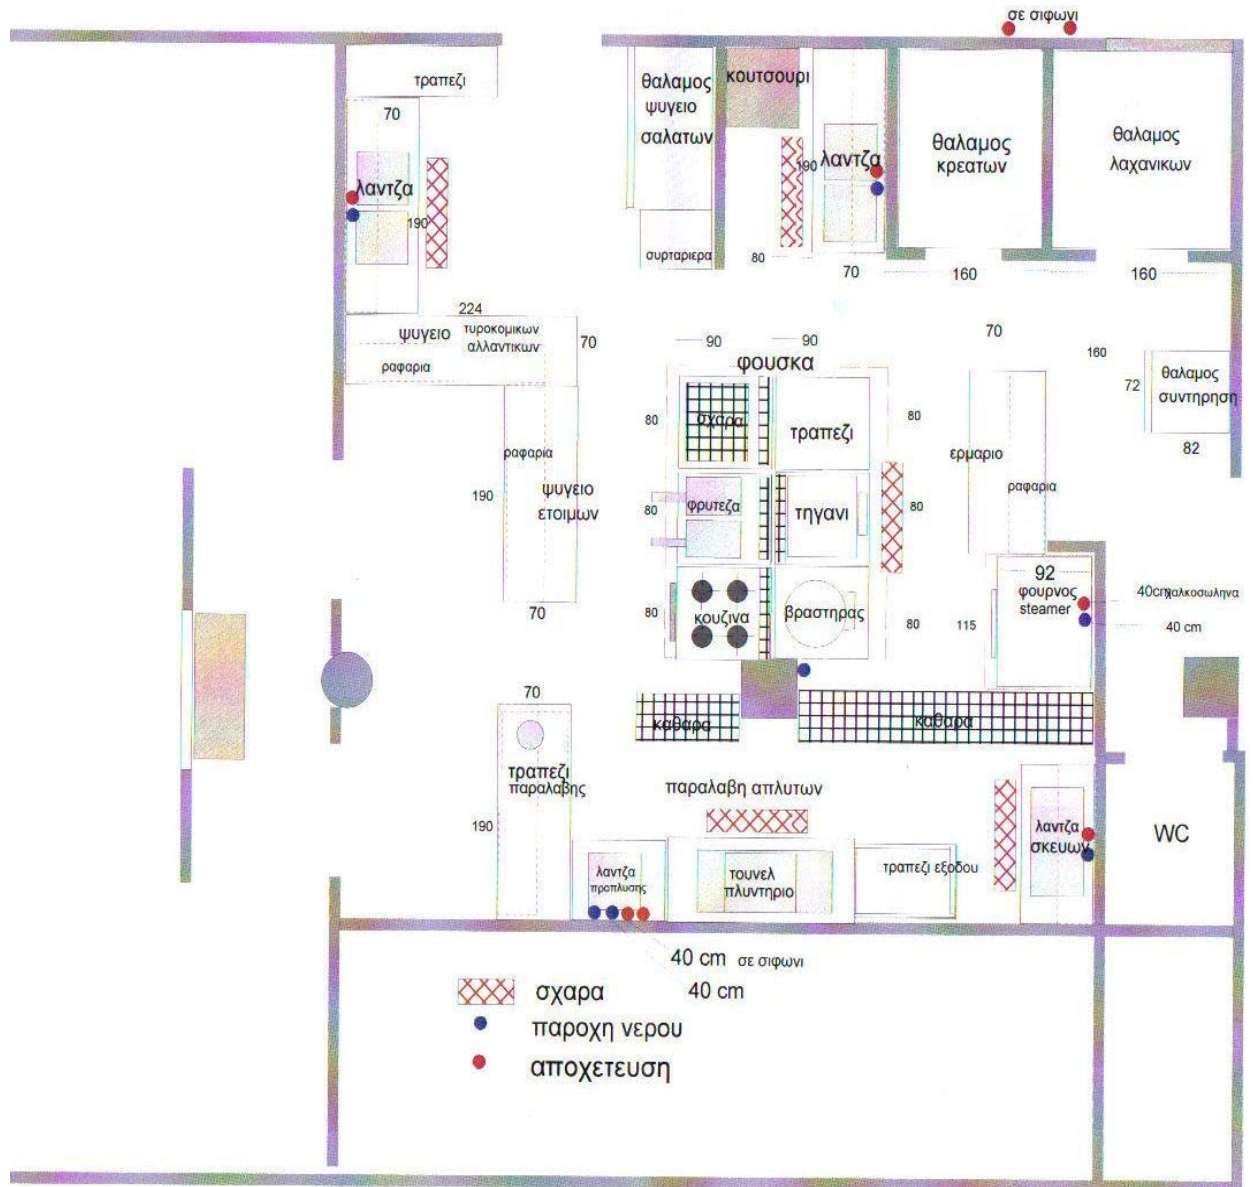 σε σιφωνι
τραπεζι
70
λαντζα
190
θαλαμος
ψυγειο
σαλατων
συρταριερα
κουτσουρι
λαντζα
190
80
70
θαλαμος
κρεατων
160
θαλαμος
λαχανικων
160
224
ψυγειο
τυροκομικων
αλλαντικων
ραφαρια
70
90
90
φουσκα
70
160
θαλαμος
συντηρηση
72
82
80
σχαρα
τραπεζι
80
ερμαριο
ραφαρια
ραφαρια
190
ψυγειο
ετοιμων
70
80
φρυτεζα
τηγανι
80
80
κουζινα
βραστηρας
80
92
φουρνος
steamer
115
40cm
χαλκοσωληνα
40 cm
70
τραπεζι
παραλαβης
190
καθαρα
καθαρα
παραλαβη απλυτων
λαντζα
προπλυσης
τουνελ
πλυντηριο
τραπεζι εξοδου
λαντζα
σκευων
WC
40 cm σε σιφωνι
40 cm
σχαρα
παροχη νερου
αποχετευση